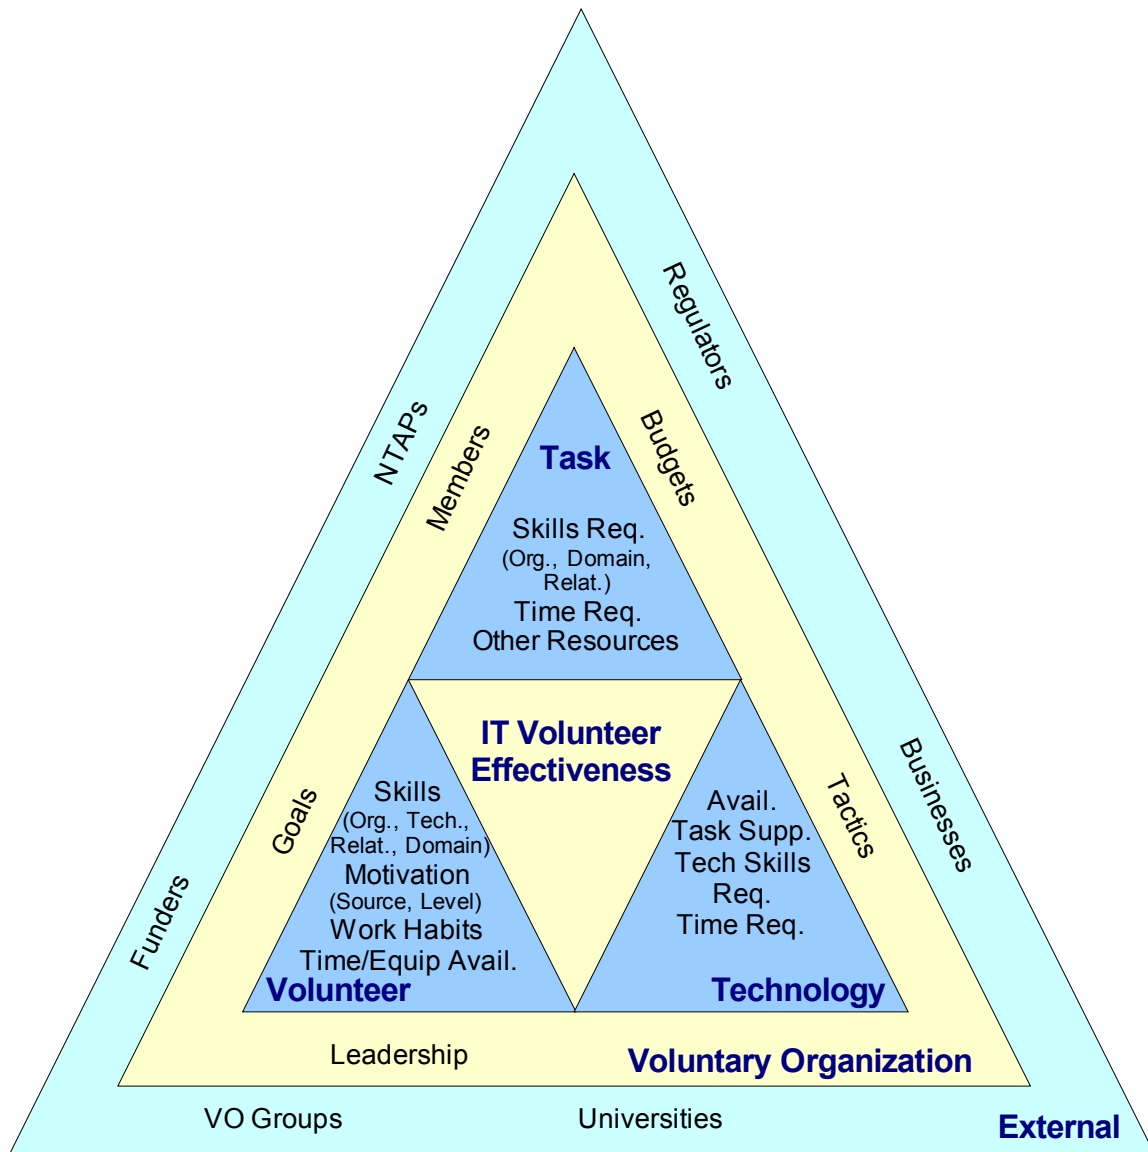 Regulators
NTAPs
Members
Budgets
Task
Skills Req.
(Org., Domain,
Relat.)
Time Req.
Other Resources
IT Volunteer
Effectiveness
Businesses
Goals
Tactics
Skills
(Org., Tech.,
Relat., Domain)
Motivation
(Source, Level)
Work Habits
Time/Equip Avail.
Volunteer
Avail.
Task Supp.
Tech Skills
Req.
Time Req.
Technology
Funders
Leadership
Voluntary Organization
VO Groups
Universities
External